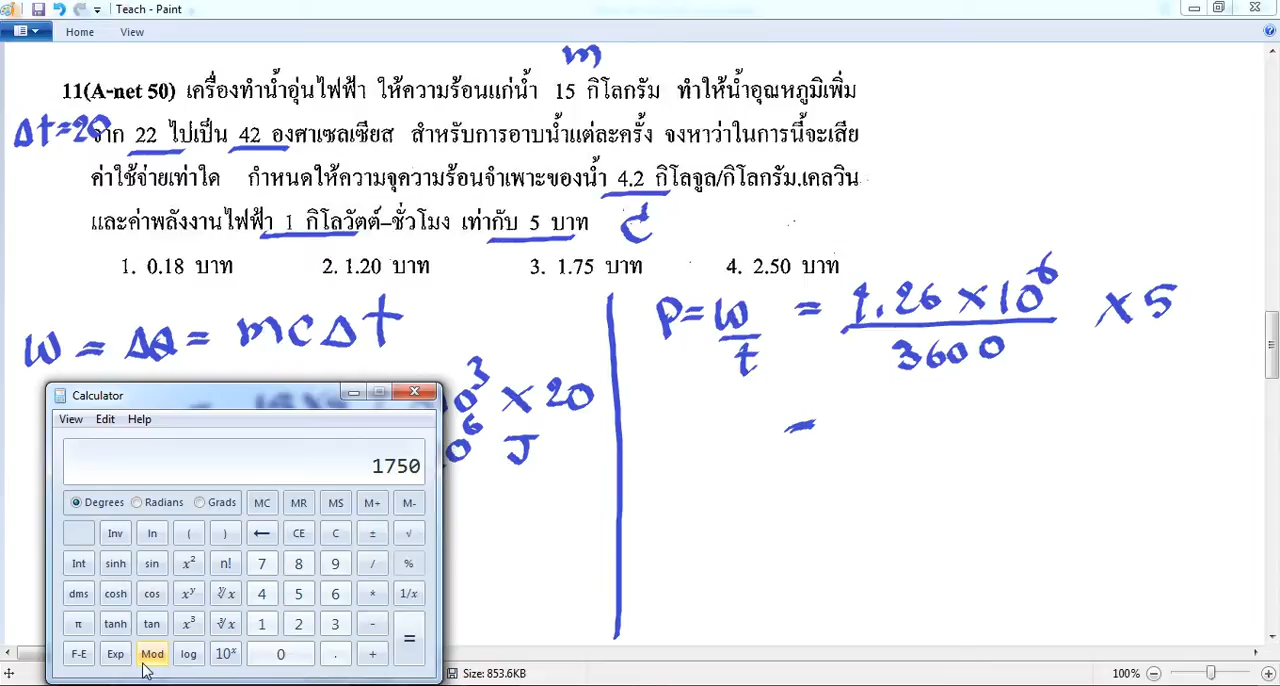 Teach - Paint
Home View
m
11(A-net 50) เครื่องทำน้ำอุ่นไฟฟ้า ให้ความร้อนแก่น้ำ 15 กิโลกรัม ทำให้น้ำอุณหภูมิเพิ่ม
Δt=20
จาก 22 ไปเป็น 42 องศาเซลเซียส สำหรับการอาบน้ำแต่ละครั้ง จงหาว่าในการนี้จะเสีย
ค่าใช้จ่ายเท่าใด กำหนดให้ความจุความร้อนจำเพาะของน้ำ 4.2 กิโลจูล/กิโลกรัม.เคลวิน
และค่าพลังงานไฟฟ้า 1 กิโลวัตต์–ชั่วโมง เท่ากับ 5 บาท
C
1. 0.18 บาท 2. 1.20 บาท 3. 1.75 บาท 4. 2.50 บาท
W = ΔQ = mcΔt
0³ × 20
0⁶ J
P = W/t = 1.26 × 10⁶ / 3600 × 5
=
Calculator
View Edit Help
1750
Degrees Radians Grads MC MR MS M+ M-
Inv ln ( ) ← CE C ± √
Int sinh sin x² n! 7 8 9 / %
dms cosh cos xʸ ʸ√x 4 5 6 * 1/x
π tanh tan x³ ³√x 1 2 3 - =
F-E Exp Mod log 10ˣ 0 . +
Size: 853.6KB
100%